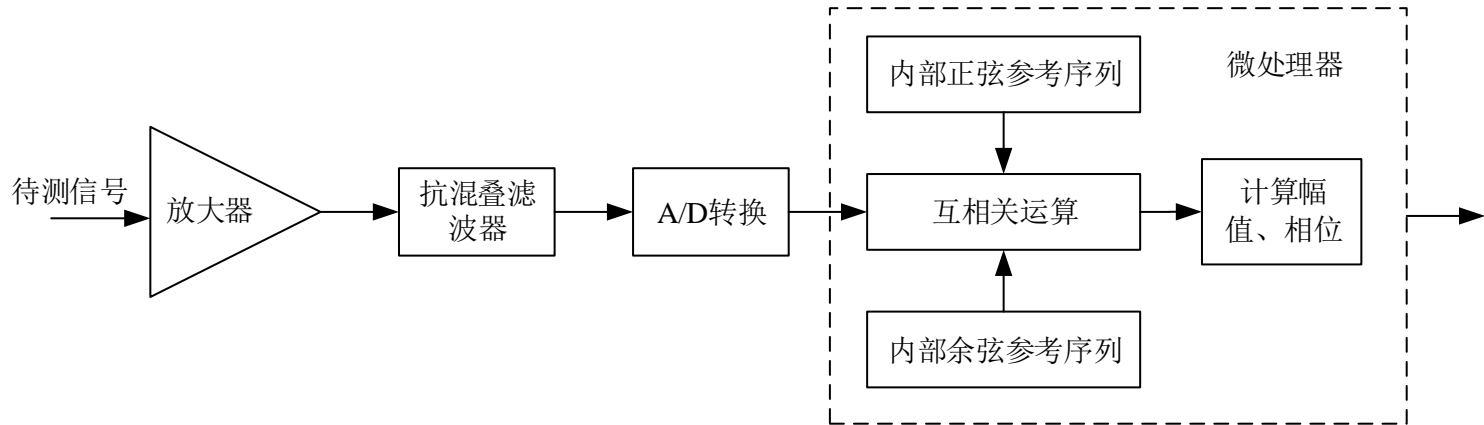 待测信号
放大器
抗混叠滤
波器
A/D转换
内部正弦参考序列
微处理器
互相关运算
计算幅
值、相位
内部余弦参考序列